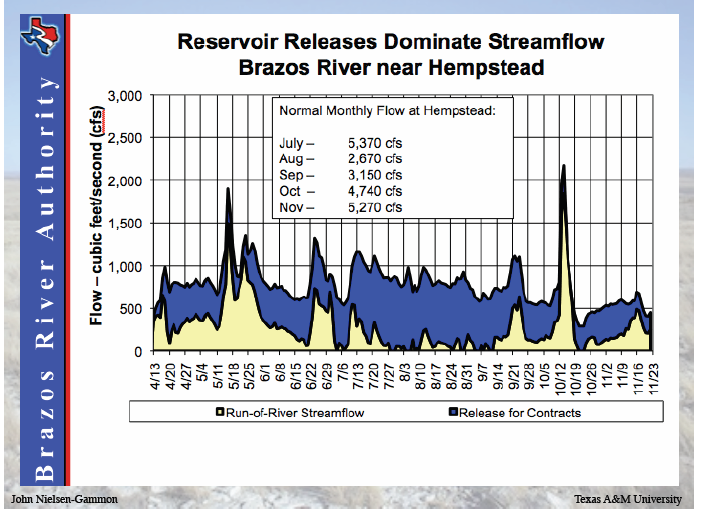 Reservoir Releases Dominate Streamflow
Brazos River near Hempstead
Brazos River Authority
Flow – cubic feet/second (cfs)
3,000
2,500
2,000
1,500
1,000
500
0
Normal Monthly Flow at Hempstead:
July – 5,370 cfs
Aug – 2,670 cfs
Sep – 3,150 cfs
Oct – 4,740 cfs
Nov – 5,270 cfs
4/13 4/20 4/27 5/4 5/11 5/18 5/25 6/1 6/8 6/15 6/22 6/29 7/6 7/13 7/20 7/27 8/3 8/10 8/17 8/24 8/31 9/7 9/14 9/21 9/28 10/5 10/12 10/19 10/26 11/2 11/9 11/16 11/23
Run-of-River Streamflow Release for Contracts
John Nielsen-Gammon Texas A&M University